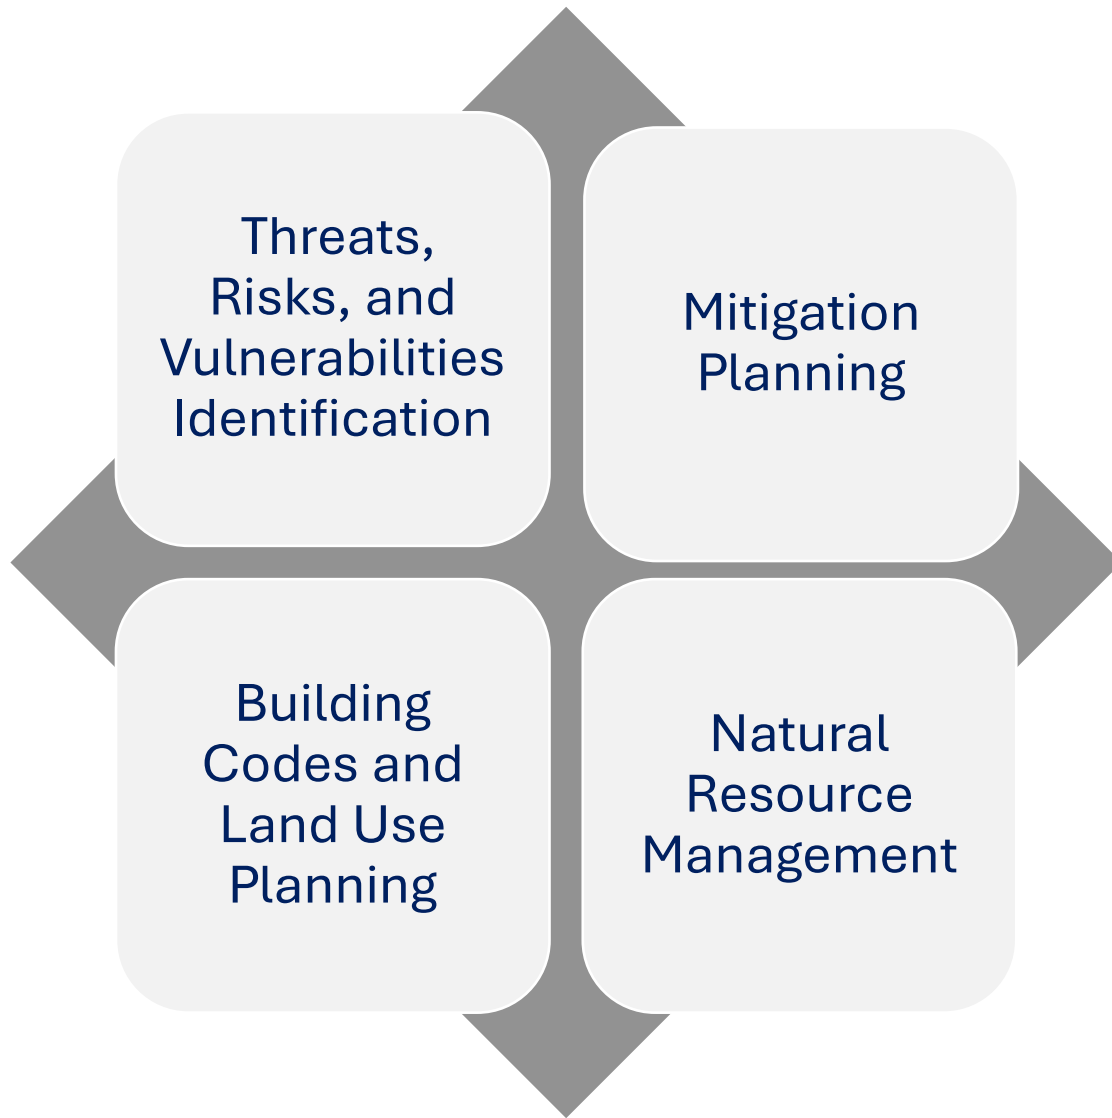 Threats,
Risks, and
Vulnerabilities
Identification
Mitigation
Planning
Building
Codes and
Land Use
Planning
Natural
Resource
Management